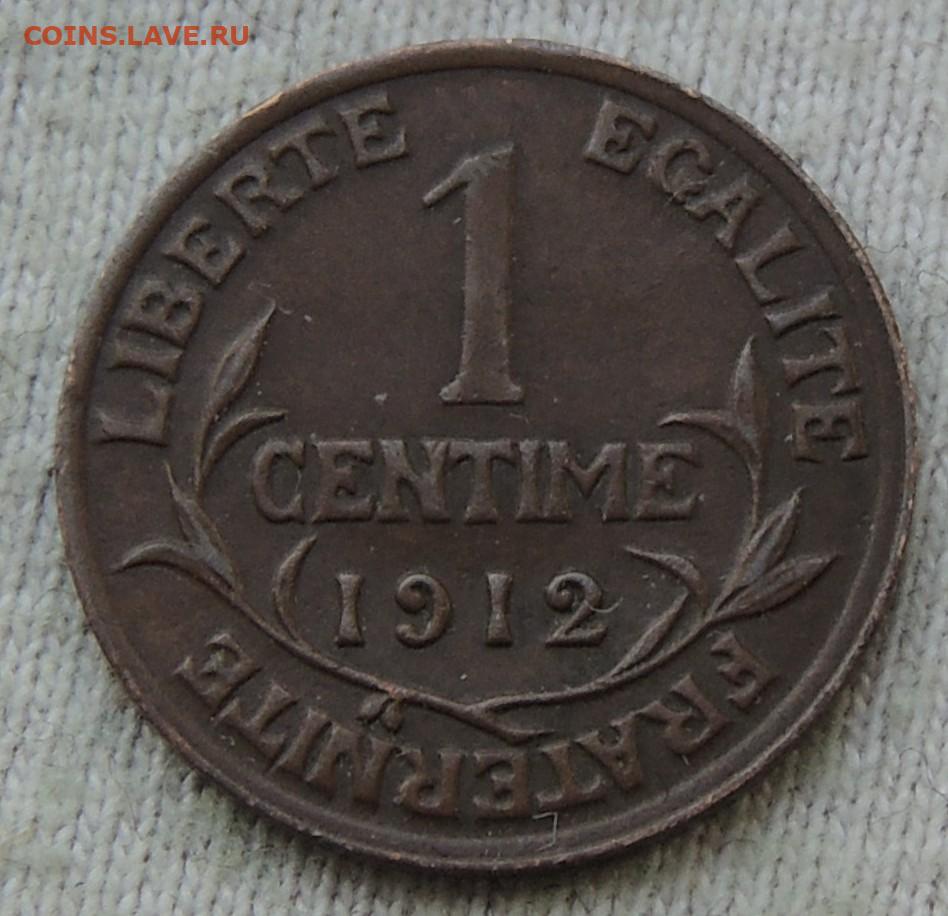 COINS.LAVE.RU
LIBERTE EGALITE
1
CENTIME
1912
FRATERNITE